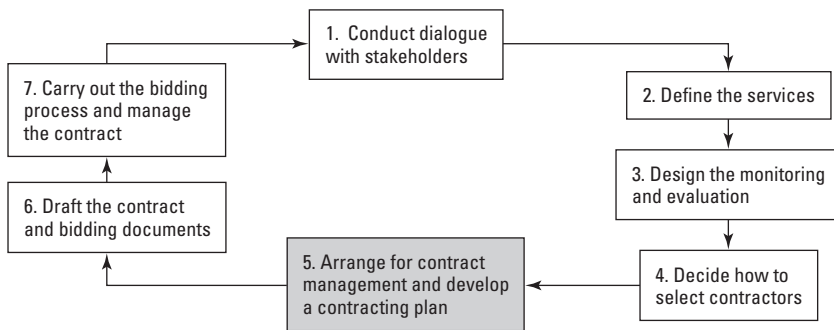 1. Conduct dialogue
with stakeholders
2. Define the services
3. Design the monitoring
and evaluation
4. Decide how to
select contractors
5. Arrange for contract
management and develop
a contracting plan
6. Draft the contract
and bidding documents
7. Carry out the bidding
process and manage
the contract